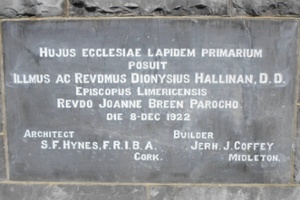 HUJUS ECCLESIAE LAPIDEM PRIMARIUM
POSUIT
ILLMUS AC REVDMUS DIONYSIUS HALLINAN, D.D.
EPISCOPUS LIMERICENSIS
REVDO JOANNE BREEN PAROCHO
DIE 8-DEC 1922
ARCHITECT BUILDER
S.F. HYNES, F.R.I.B.A. JERH. J. COFFEY
CORK. MIDLETON.